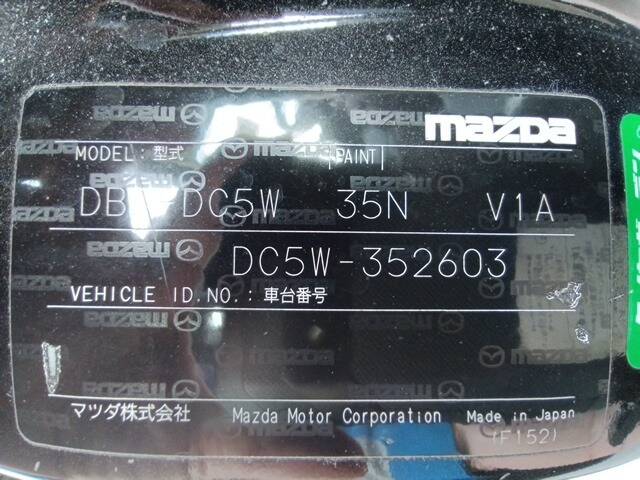 mazda
MODEL: 型式 PAINT
DC5W 35N V1A
DC5W-352603
VEHICLE ID.NO.: 車台番号
マツダ株式会社 Mazda Motor Corporation Made in Japan
(F152)